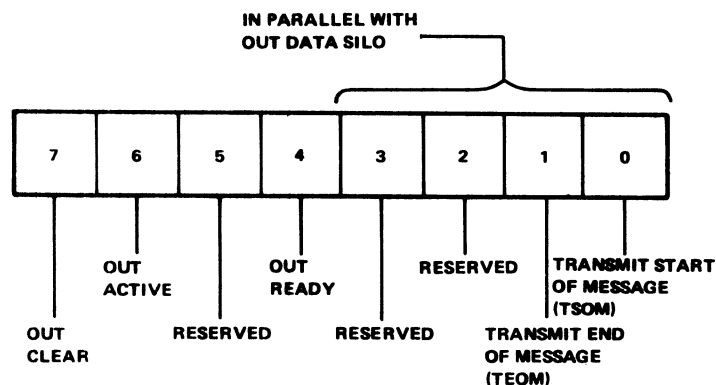 IN PARALLEL WITH
OUT DATA SILO
7 6 5 4 3 2 1 0
OUT
ACTIVE
OUT
READY
RESERVED
TRANSMIT START
OF MESSAGE
(TSOM)
OUT
CLEAR
RESERVED
RESERVED
TRANSMIT END
OF MESSAGE
(TEOM)